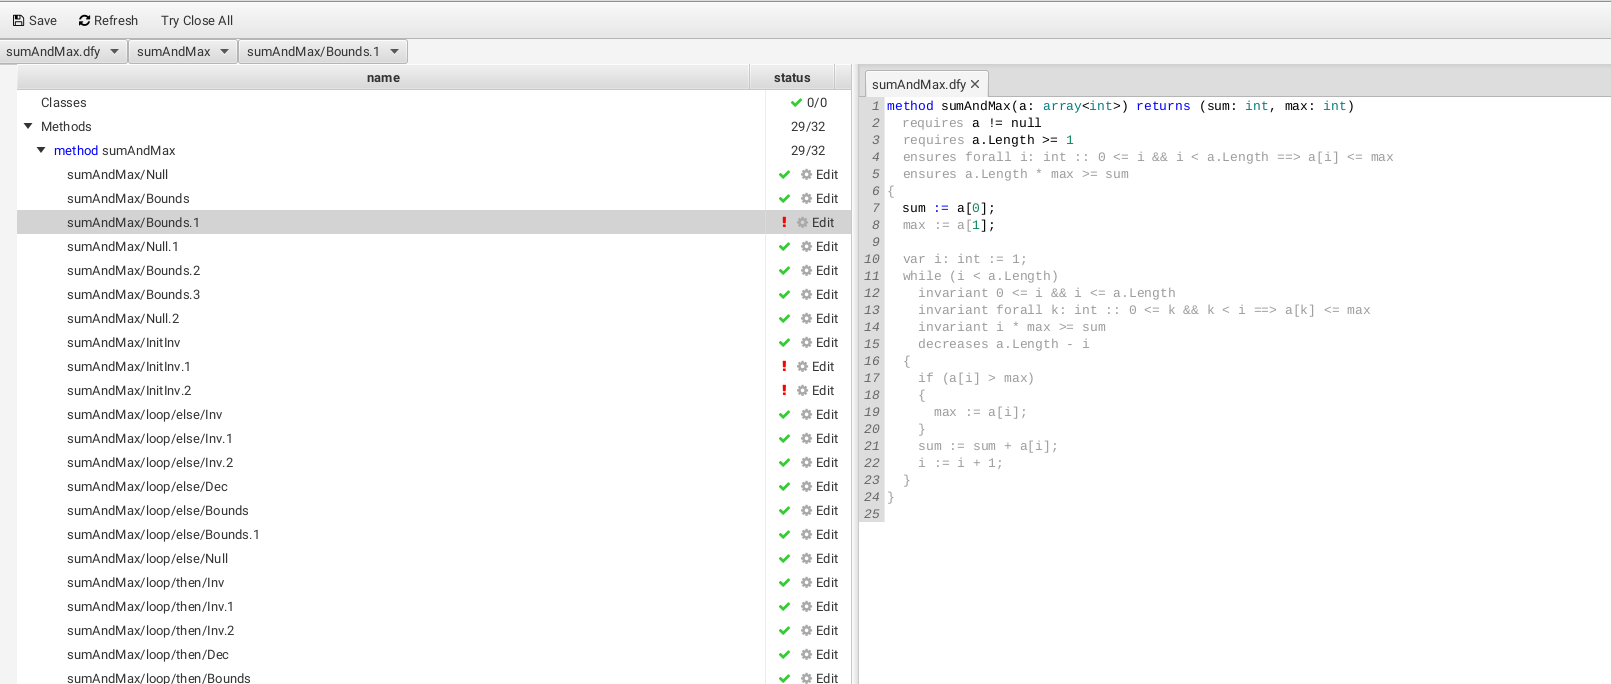 Save Refresh Try Close All
sumAndMax.dfy sumAndMax sumAndMax/Bounds.1
name status
Classes 0/0
Methods 29/32
method sumAndMax 29/32
sumAndMax/Null Edit
sumAndMax/Bounds Edit
sumAndMax/Bounds.1 ! Edit
sumAndMax/Null.1 Edit
sumAndMax/Bounds.2 Edit
sumAndMax/Bounds.3 Edit
sumAndMax/Null.2 Edit
sumAndMax/InitInv Edit
sumAndMax/InitInv.1 ! Edit
sumAndMax/InitInv.2 ! Edit
sumAndMax/loop/else/Inv Edit
sumAndMax/loop/else/Inv.1 Edit
sumAndMax/loop/else/Inv.2 Edit
sumAndMax/loop/else/Dec Edit
sumAndMax/loop/else/Bounds Edit
sumAndMax/loop/else/Bounds.1 Edit
sumAndMax/loop/else/Null Edit
sumAndMax/loop/then/Inv Edit
sumAndMax/loop/then/Inv.1 Edit
sumAndMax/loop/then/Inv.2 Edit
sumAndMax/loop/then/Dec Edit
sumAndMax/loop/then/Bounds Edit
sumAndMax.dfy
1 method sumAndMax(a: array<int>) returns (sum: int, max: int)
2 requires a != null
3 requires a.Length >= 1
4 ensures forall i: int :: 0 <= i && i < a.Length ==> a[i] <= max
5 ensures a.Length * max >= sum
6 {
7 sum := a[0];
8 max := a[1];
9
10 var i: int := 1;
11 while (i < a.Length)
12 invariant 0 <= i && i <= a.Length
13 invariant forall k: int :: 0 <= k && k < i ==> a[k] <= max
14 invariant i * max >= sum
15 decreases a.Length - i
16 {
17 if (a[i] > max)
18 {
19 max := a[i];
20 }
21 sum := sum + a[i];
22 i := i + 1;
23 }
24 }
25